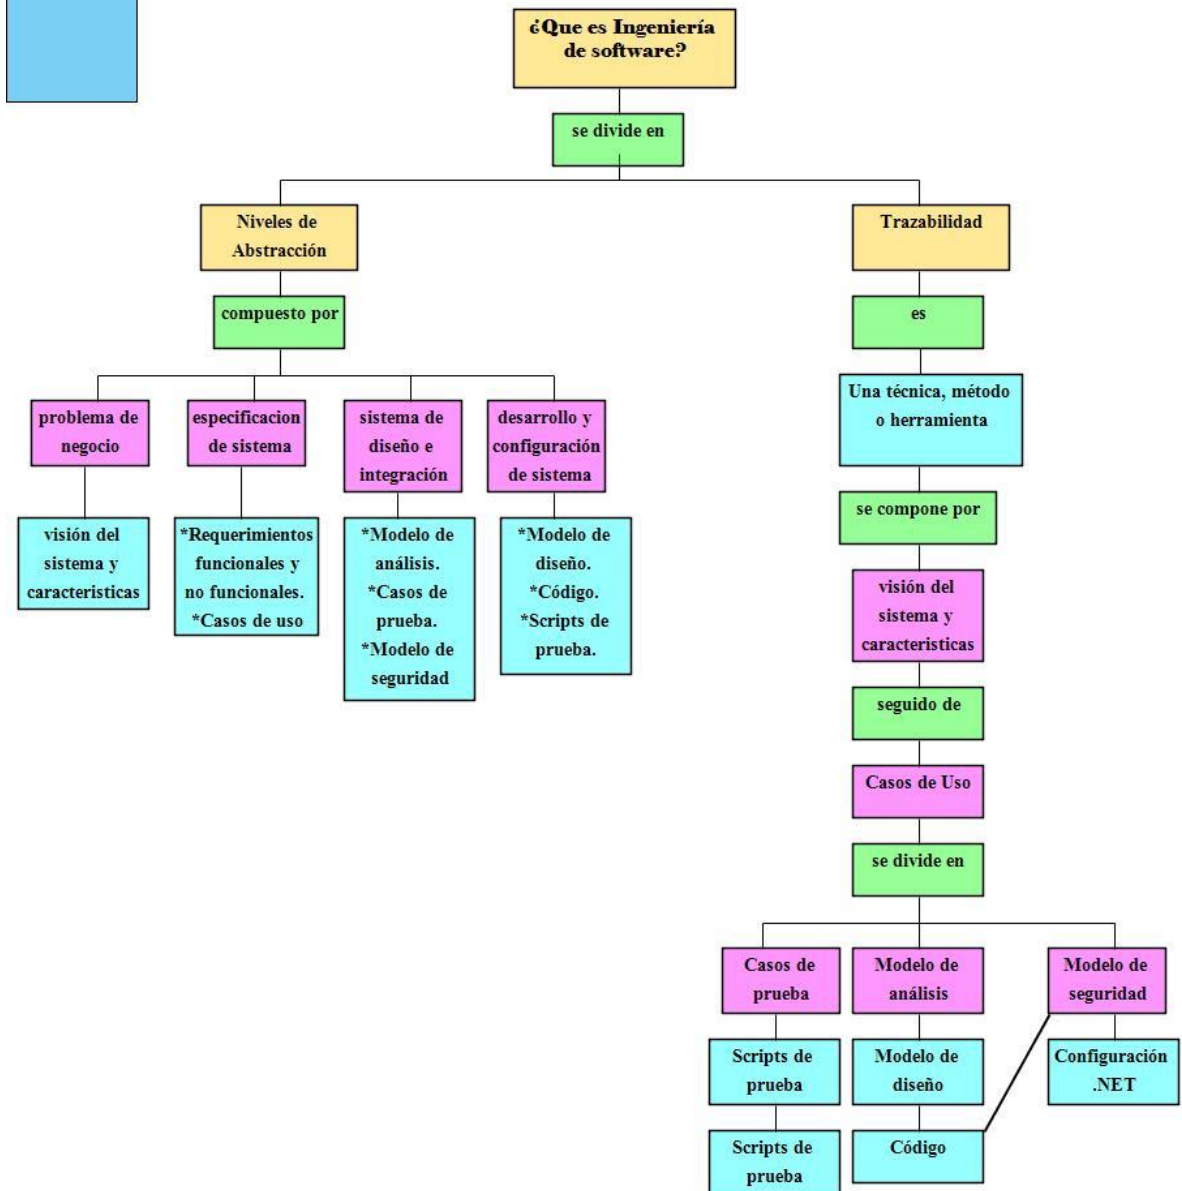 ¿Que es Ingeniería
de software?
se divide en
Niveles de
Abstracción
compuesto por
problema de
negocio
visión del
sistema y
caracteristicas
especificacion
de sistema
*Requerimientos
funcionales y
no funcionales.
*Casos de uso
sistema de
diseño e
integración
*Modelo de
análisis.
*Casos de
prueba.
*Modelo de
seguridad
desarrollo y
configuración
de sistema
*Modelo de
diseño.
*Código.
*Scripts de
prueba.
Trazabilidad
es
Una técnica, método
o herramienta
se compone por
visión del
sistema y
caracteristicas
seguido de
Casos de Uso
se divide en
Casos de
prueba
Scripts de
prueba
Scripts de
prueba
Modelo de
análisis
Modelo de
diseño
Código
Modelo de
seguridad
Configuración
.NET